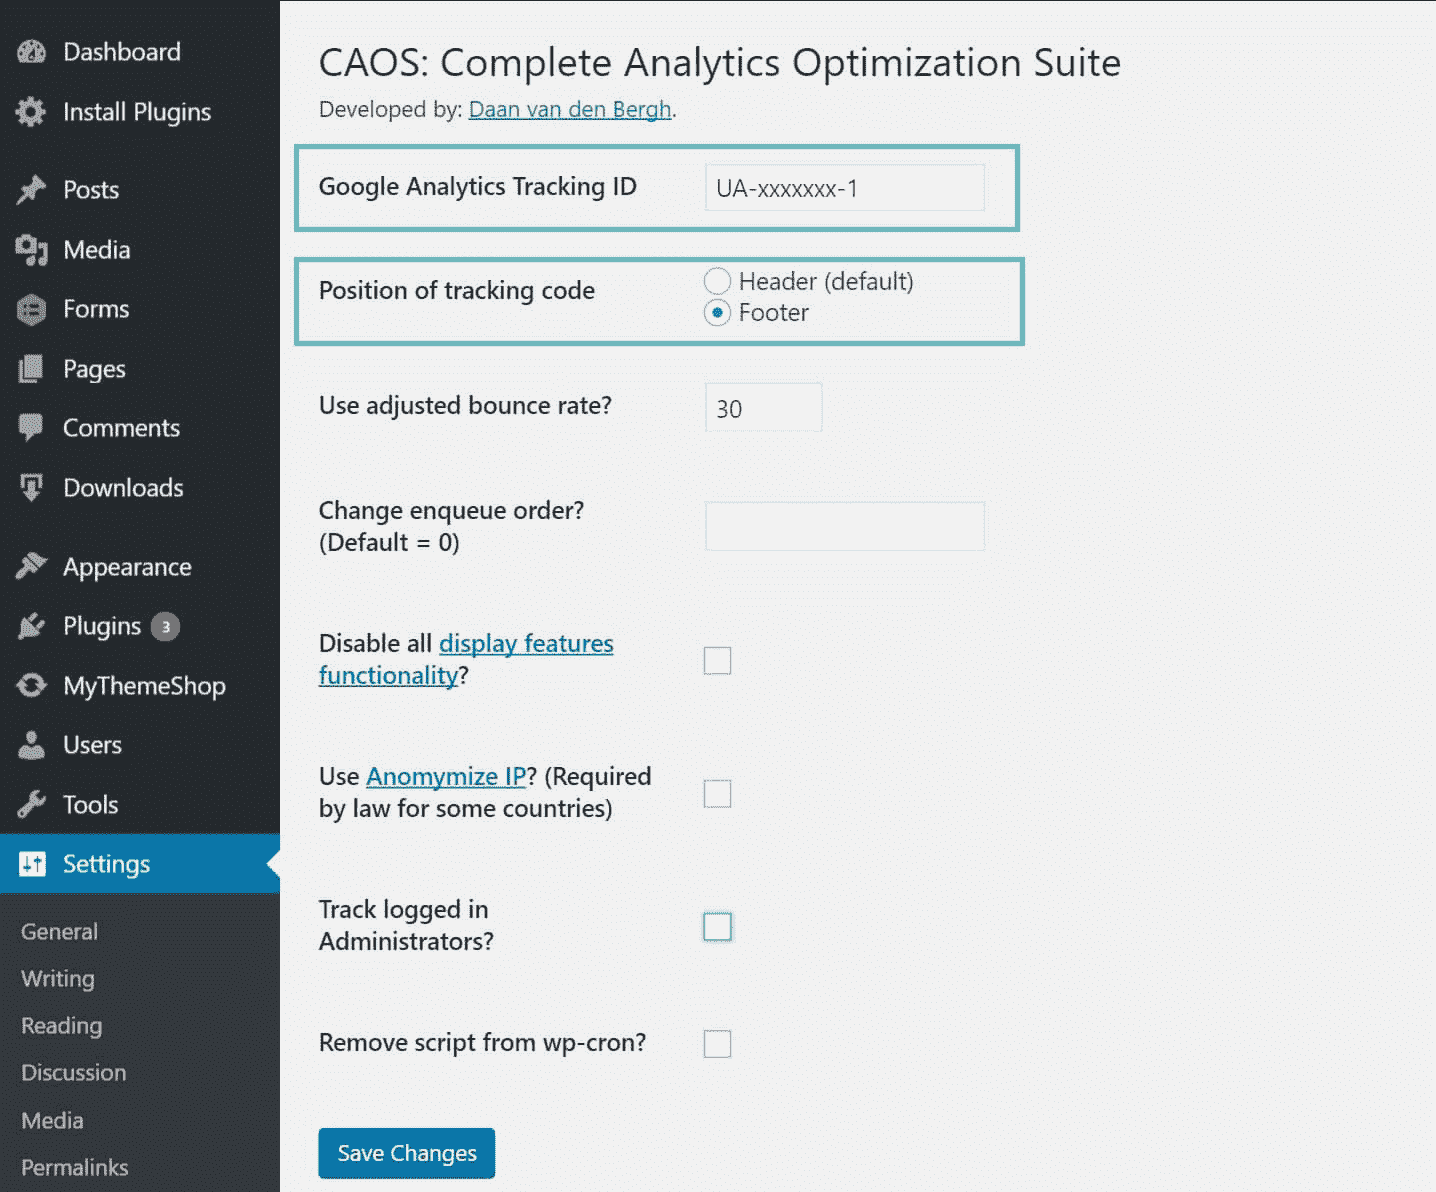 Dashboard
Install Plugins
Posts
Media
Forms
Pages
Comments
Downloads
Appearance
Plugins 3
MyThemeShop
Users
Tools
Settings
General
Writing
Reading
Discussion
Media
Permalinks
CAOS: Complete Analytics Optimization Suite
Developed by: Daan van den Bergh.
Google Analytics Tracking ID
UA-xxxxxxx-1
Position of tracking code
Header (default)
Footer
Use adjusted bounce rate?
30
Change enqueue order?
(Default = 0)
Disable all display features
functionality?
Use Anomymize IP? (Required
by law for some countries)
Track logged in
Administrators?
Remove script from wp-cron?
Save Changes